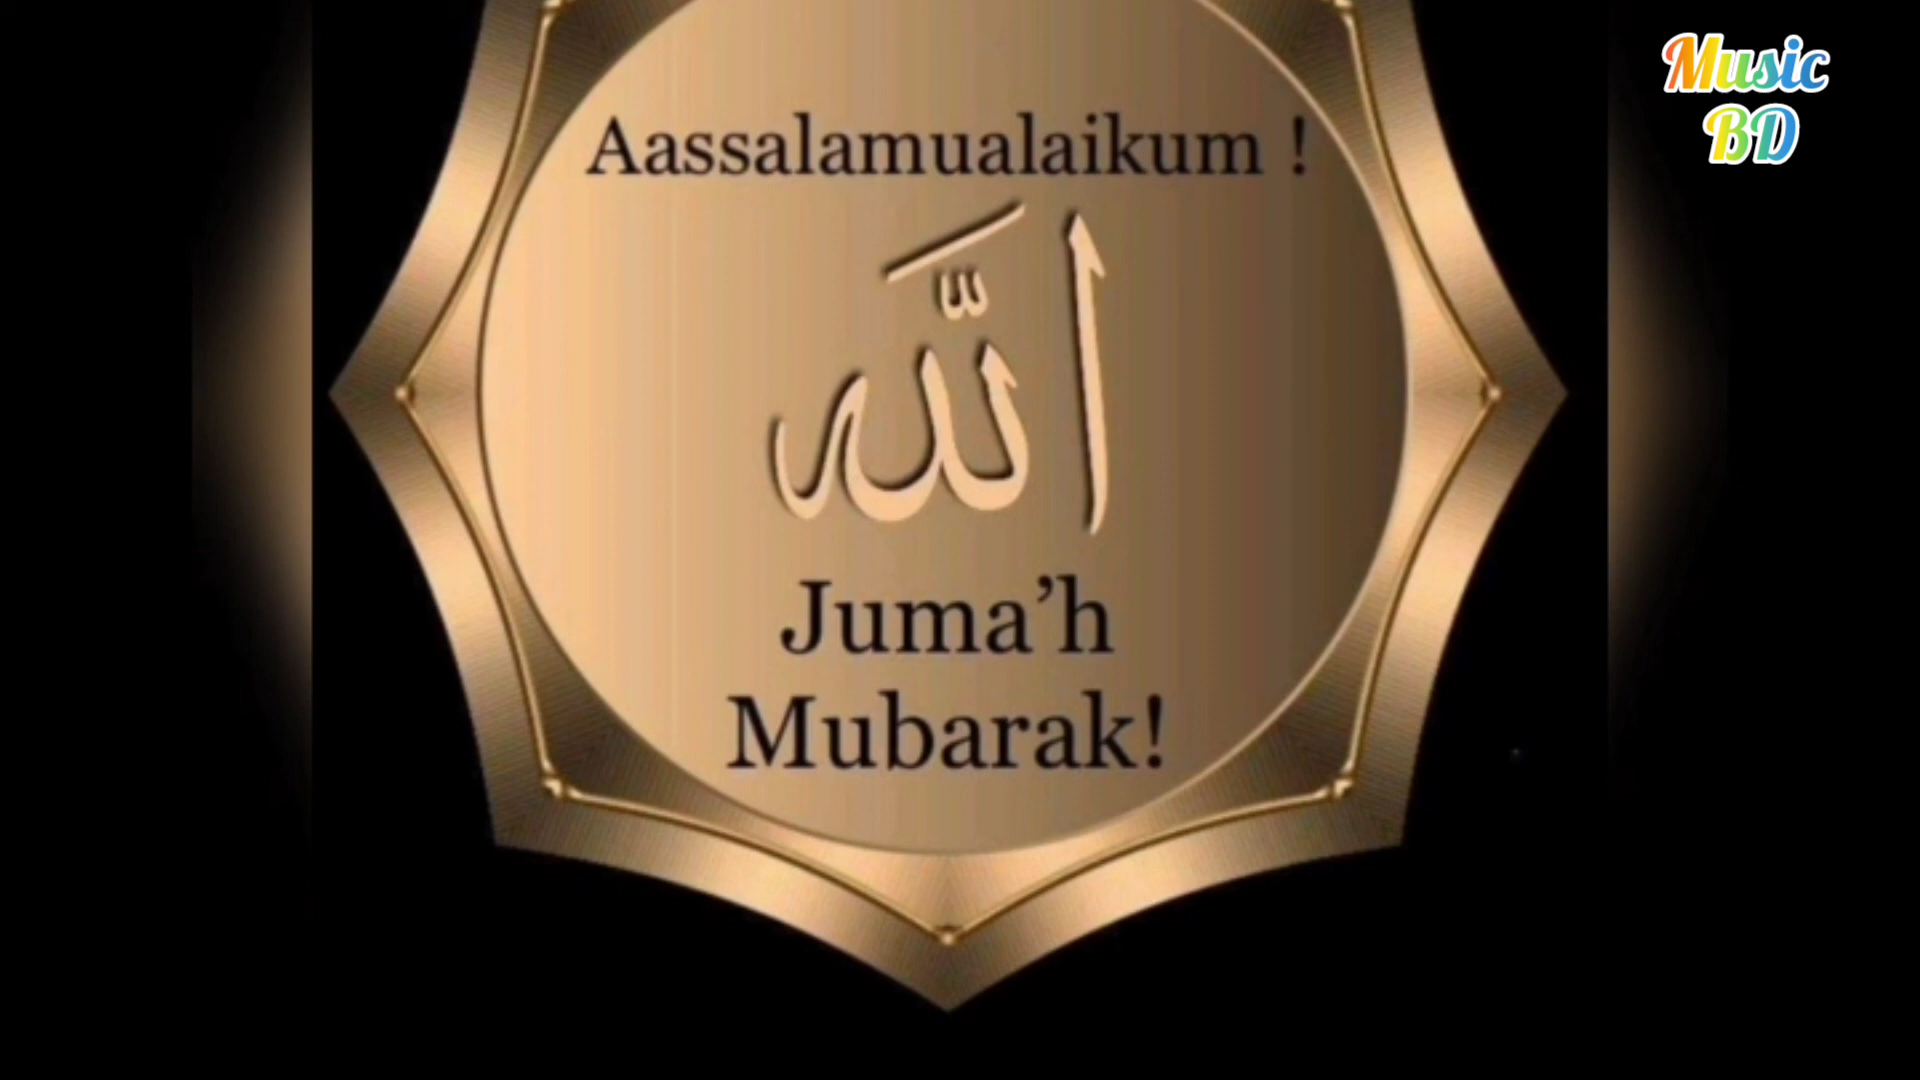 Music
BD
Aassalamualaikum !
الله
Juma’h
Mubarak!